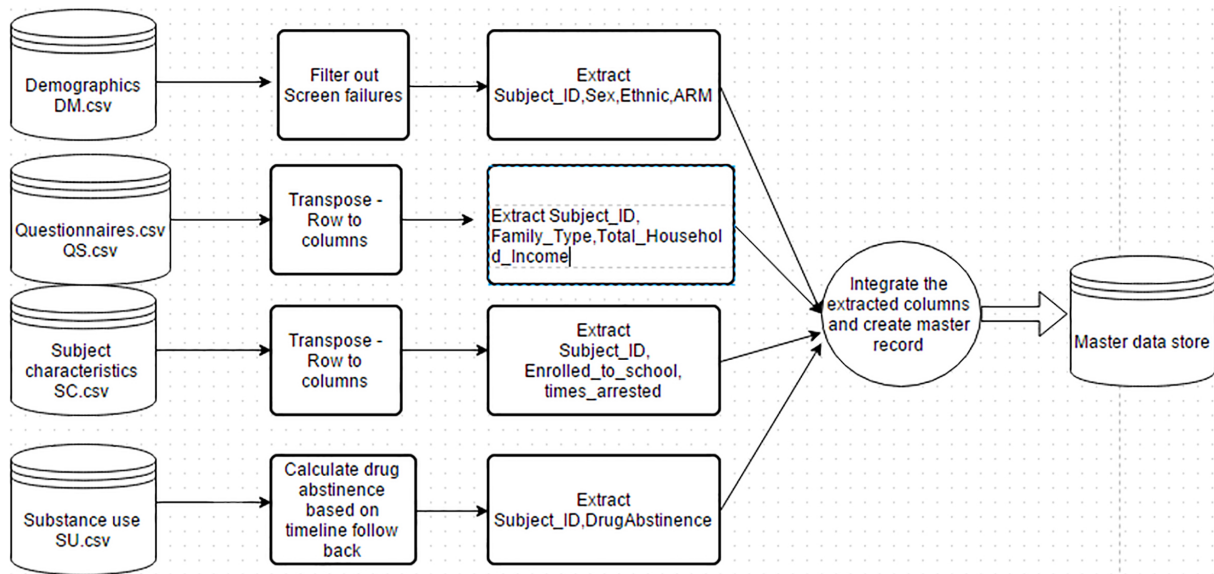 Demographics
DM.csv
Filter out
Screen failures
Extract
Subject_ID,Sex,Ethnic,ARM
Questionnaires.csv
QS.csv
Transpose -
Row to
columns
Extract Subject_ID,
Family_Type,Total_Househol
d_Income
Subject
characteristics
SC.csv
Transpose -
Row to
columns
Extract
Subject_ID,
Enrolled_to_school,
times_arrested
Substance use
SU.csv
Calculate drug
abstinence
based on
timeline follow
back
Extract
Subject_ID,DrugAbstinence
Integrate the
extracted columns
and create master
record
Master data store